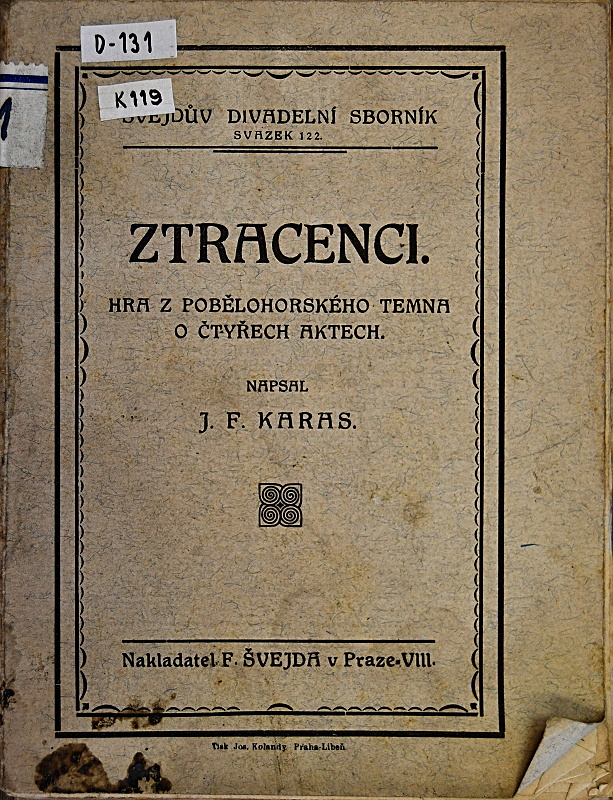 D-131
K119
1
ŠVEJDŮV DIVADELNÍ SBORNÍK
SVAZEK 122.
ZTRACENCI.
HRA Z POBĚLOHORSKÉHO TEMNA
O ČTYŘECH AKTECH.
NAPSAL
J. F. KARAS.
Nakladatel F. ŠVEJDA v Praze-VIII.
Tisk Jos. Kolandy Praha-Libeň.